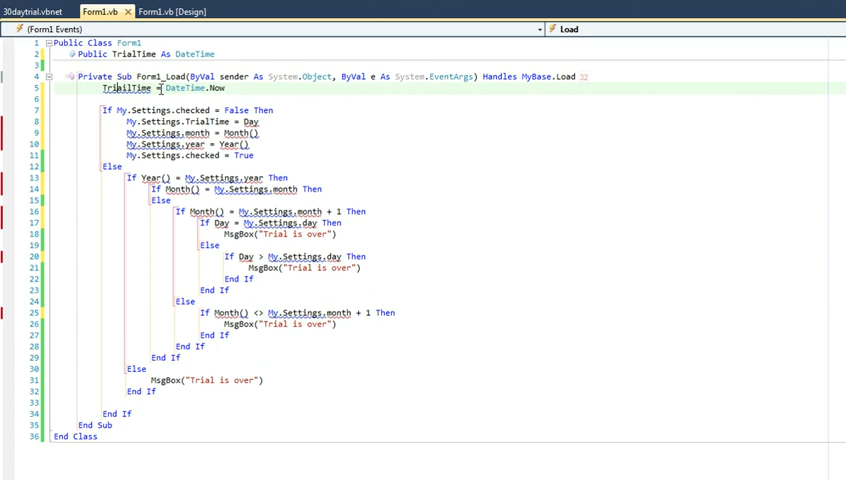 30daytrial.vbnet Form1.vb × Form1.vb [Design]
(Form1 Events) Load
1 Public Class Form1
2 Public TrialTime As DateTime
3
4 Private Sub Form1_Load(ByVal sender As System.Object, ByVal e As System.EventArgs) Handles MyBase.Load 32
5 TriailTime = DateTime.Now
6
7 If My.Settings.checked = False Then
8 My.Settings.TrialTime = Day
9 My.Settings.month = Month()
10 My.Settings.year = Year()
11 My.Settings.checked = True
12 Else
13 If Year() = My.Settings.year Then
14 If Month() = My.Settings.month Then
15 Else
16 If Month() = My.Settings.month + 1 Then
17 If Day = My.Settings.day Then
18 MsgBox("Trial is over")
19 Else
20 If Day > My.Settings.day Then
21 MsgBox("Trial is over")
22 End If
23 End If
24 Else
25 If Month() <> My.Settings.month + 1 Then
26 MsgBox("Trial is over")
27 End If
28 End If
29 End If
30 Else
31 MsgBox("Trial is over")
32 End If
33
34 End If
35 End Sub
36 End Class